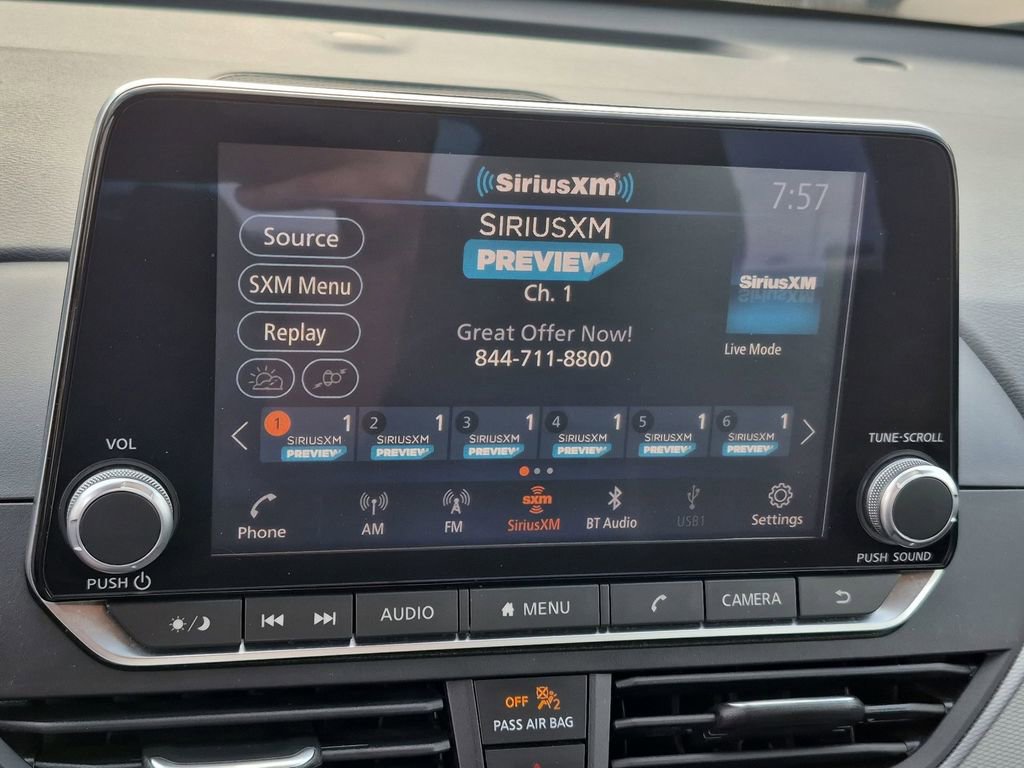 SiriusXM
7:57
Source
SIRIUSXM
PREVIEW
SXM Menu
Ch. 1
SiriusXM
Replay
Great Offer Now!
844-711-8800
Live Mode
1 1 2 1 3 1 4 1 5 1 6 1
SIRIUSXM SIRIUSXM SIRIUSXM SIRIUSXM SIRIUSXM SIRIUSXM
PREVIEW PREVIEW PREVIEW PREVIEW PREVIEW PREVIEW
sxm
Phone AM FM SiriusXM BT Audio USB1 Settings
VOL
PUSH
TUNE·SCROLL
PUSH SOUND
AUDIO MENU CAMERA
OFF 2
PASS AIR BAG